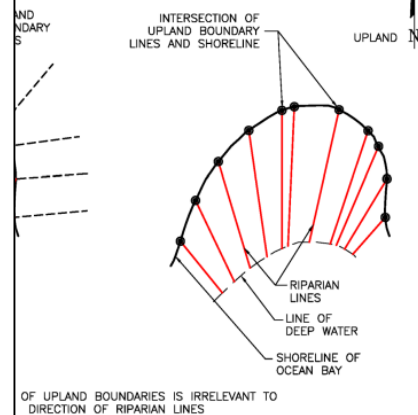 AND
NDARY
S
INTERSECTION OF
UPLAND BOUNDARY
LINES AND SHORELINE
UPLAND
N
RIPARIAN
LINES
LINE OF
DEEP WATER
SHORELINE OF
OCEAN BAY
OF UPLAND BOUNDARIES IS IRRELEVANT TO
DIRECTION OF RIPARIAN LINES